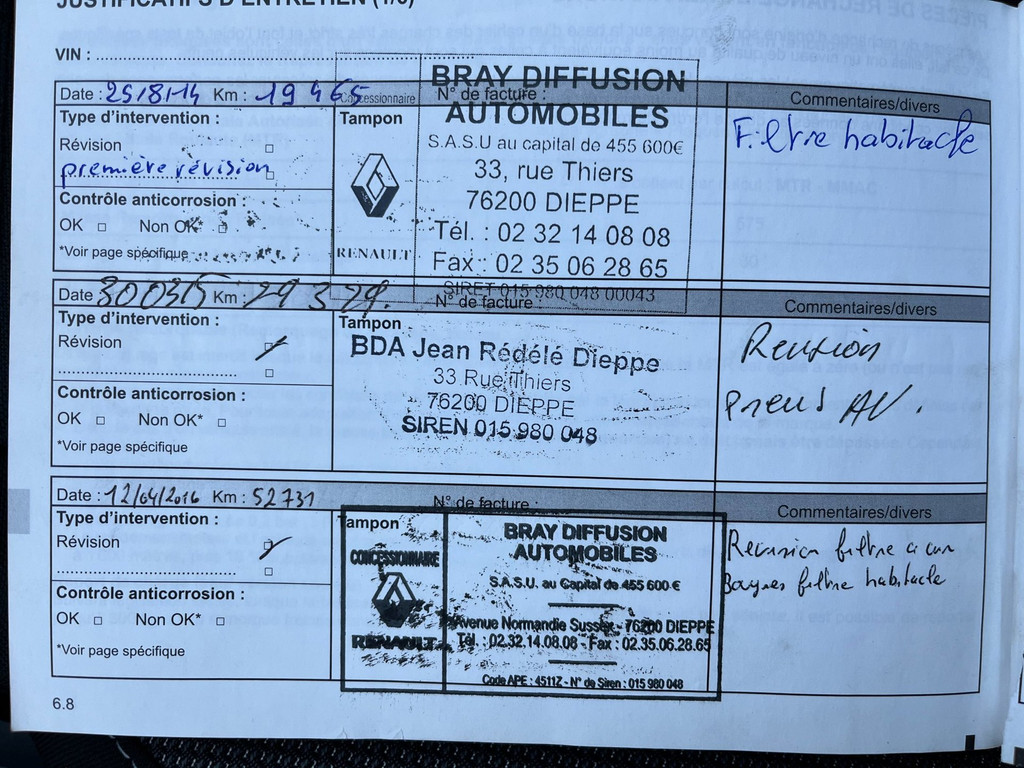 JUSTIFICATIFS D'ENTRETIEN (1/6)
VIN :
Date : 25/8/14 Km : 19 465 N° de facture :
Commentaires/divers
Type d'intervention :
Révision
première révision
Contrôle anticorrosion :
OK Non OK*
*Voir page spécifique
Concessionnaire
Tampon
RENAULT
BRAY DIFFUSION
AUTOMOBILES
S.A.S.U au capital de 455 600€
33, rue Thiers
76200 DIEPPE
Tél. : 02 32 14 08 08
Fax : 02 35 06 28 65
SIRET 015 980 048 00043
Filtre habitacle
Date 300315 Km : 29 379. N° de facture :
Commentaires/divers
Type d'intervention :
Révision
Contrôle anticorrosion :
OK Non OK*
*Voir page spécifique
Tampon
BDA Jean Rédélé Dieppe
33 Rue Thiers
76200 DIEPPE
SIREN 015 980 048
Revision
pneus AV.
Date : 12/04/2016 Km : 52731 N° de facture :
Commentaires/divers
Type d'intervention :
Révision
Contrôle anticorrosion :
OK Non OK*
*Voir page spécifique
Tampon
CONCESSIONNAIRE
RENAULT
BRAY DIFFUSION
AUTOMOBILES
S.A.S.U. au Capital de 455 600 €
Avenue Normandie Sussex - 76200 DIEPPE
Tél. : 02.32.14.08.08 - Fax : 02.35.06.28.65
Code APE : 4511Z - N° de Siren : 015 980 048
Revision filtre a
filtre habitacle
6.8